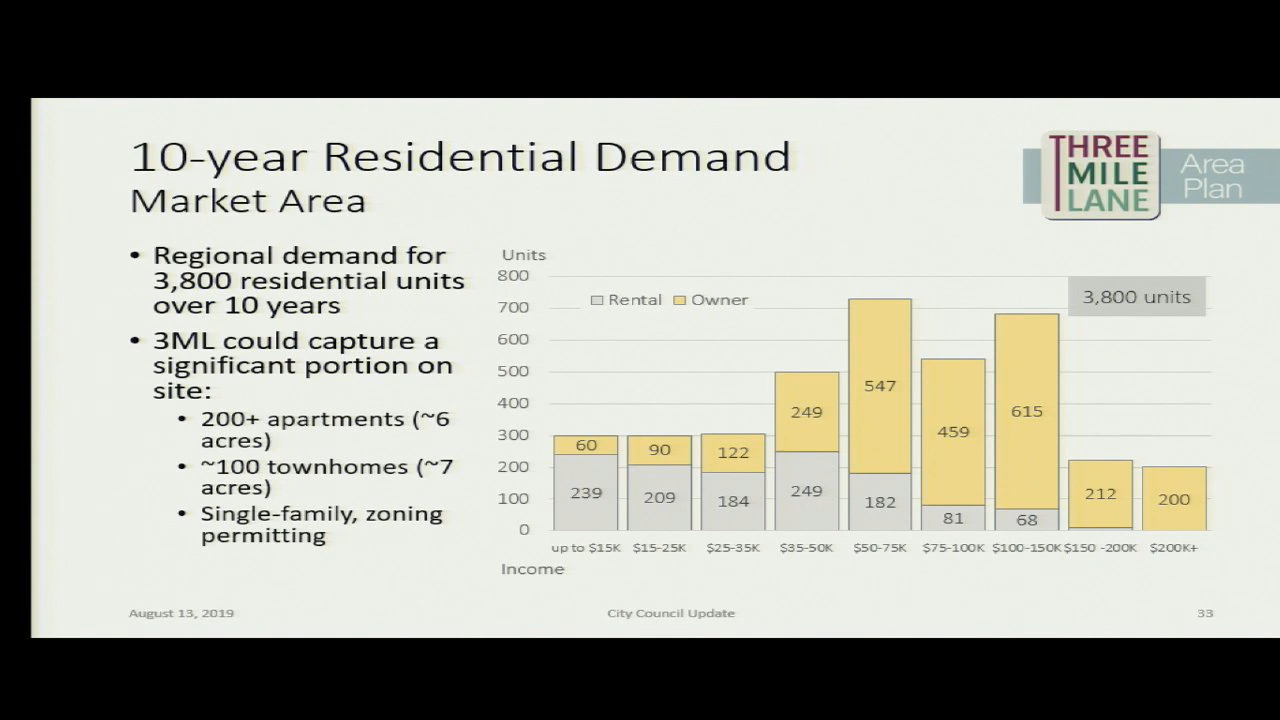 10-year Residential Demand
Market Area
THREE
MILE
LANE
Area
Plan
• Regional demand for
3,800 residential units
over 10 years
• 3ML could capture a
significant portion on
site:
• 200+ apartments (~6
acres)
• ~100 townhomes (~7
acres)
• Single-family, zoning
permitting
Units
800
700
600
500
400
300
200
100
0
Rental Owner
3,800 units
60 90 122 249 547 459 615 212 200
239 209 184 249 182 81 68
up to $15K $15-25K $25-35K $35-50K $50-75K $75-100K $100-150K $150 -200K $200K+
Income
August 13, 2019 City Council Update 33